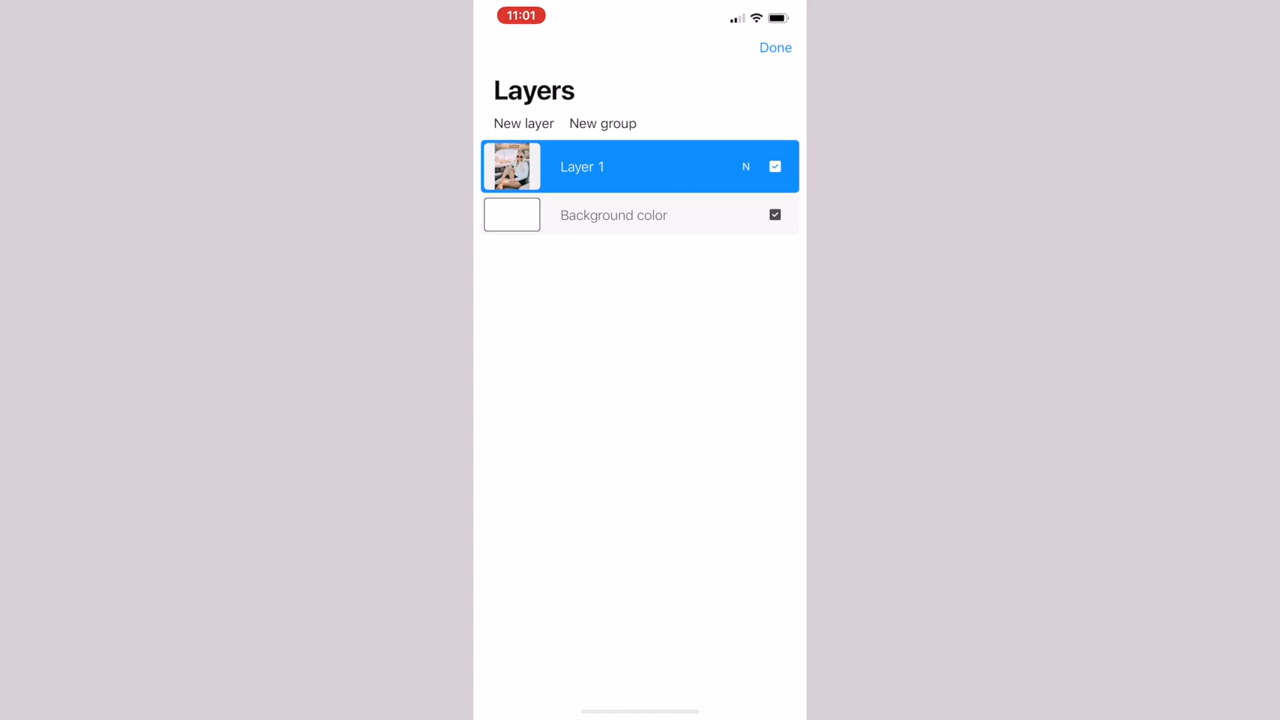 11:01
Done
Layers
New layer New group
Layer 1 N
Background color